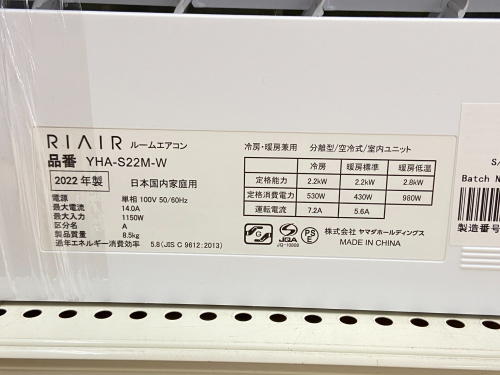 RIAIR ルームエアコン
品番 YHA-S22M-W
2022 年製 日本国内家庭用
電源 単相 100V 50/60Hz
最大電流 14.0A
最大入力 1150W
区分名 A
製品質量 8.5kg
通年エネルギー消費効率 5.8 (JIS C 9612:2013)
冷房・暖房兼用 分離型/空冷式/室内ユニット
冷房 暖房標準 暖房低温
定格能力 2.2kW 2.2kW 2.8kW
定格消費電力 530W 430W 980W
運転電流 7.2A 5.6A
G JQA PSE
株式会社 ヤマダホールディングス
MADE IN CHINA
S/
Batch N
製造番号